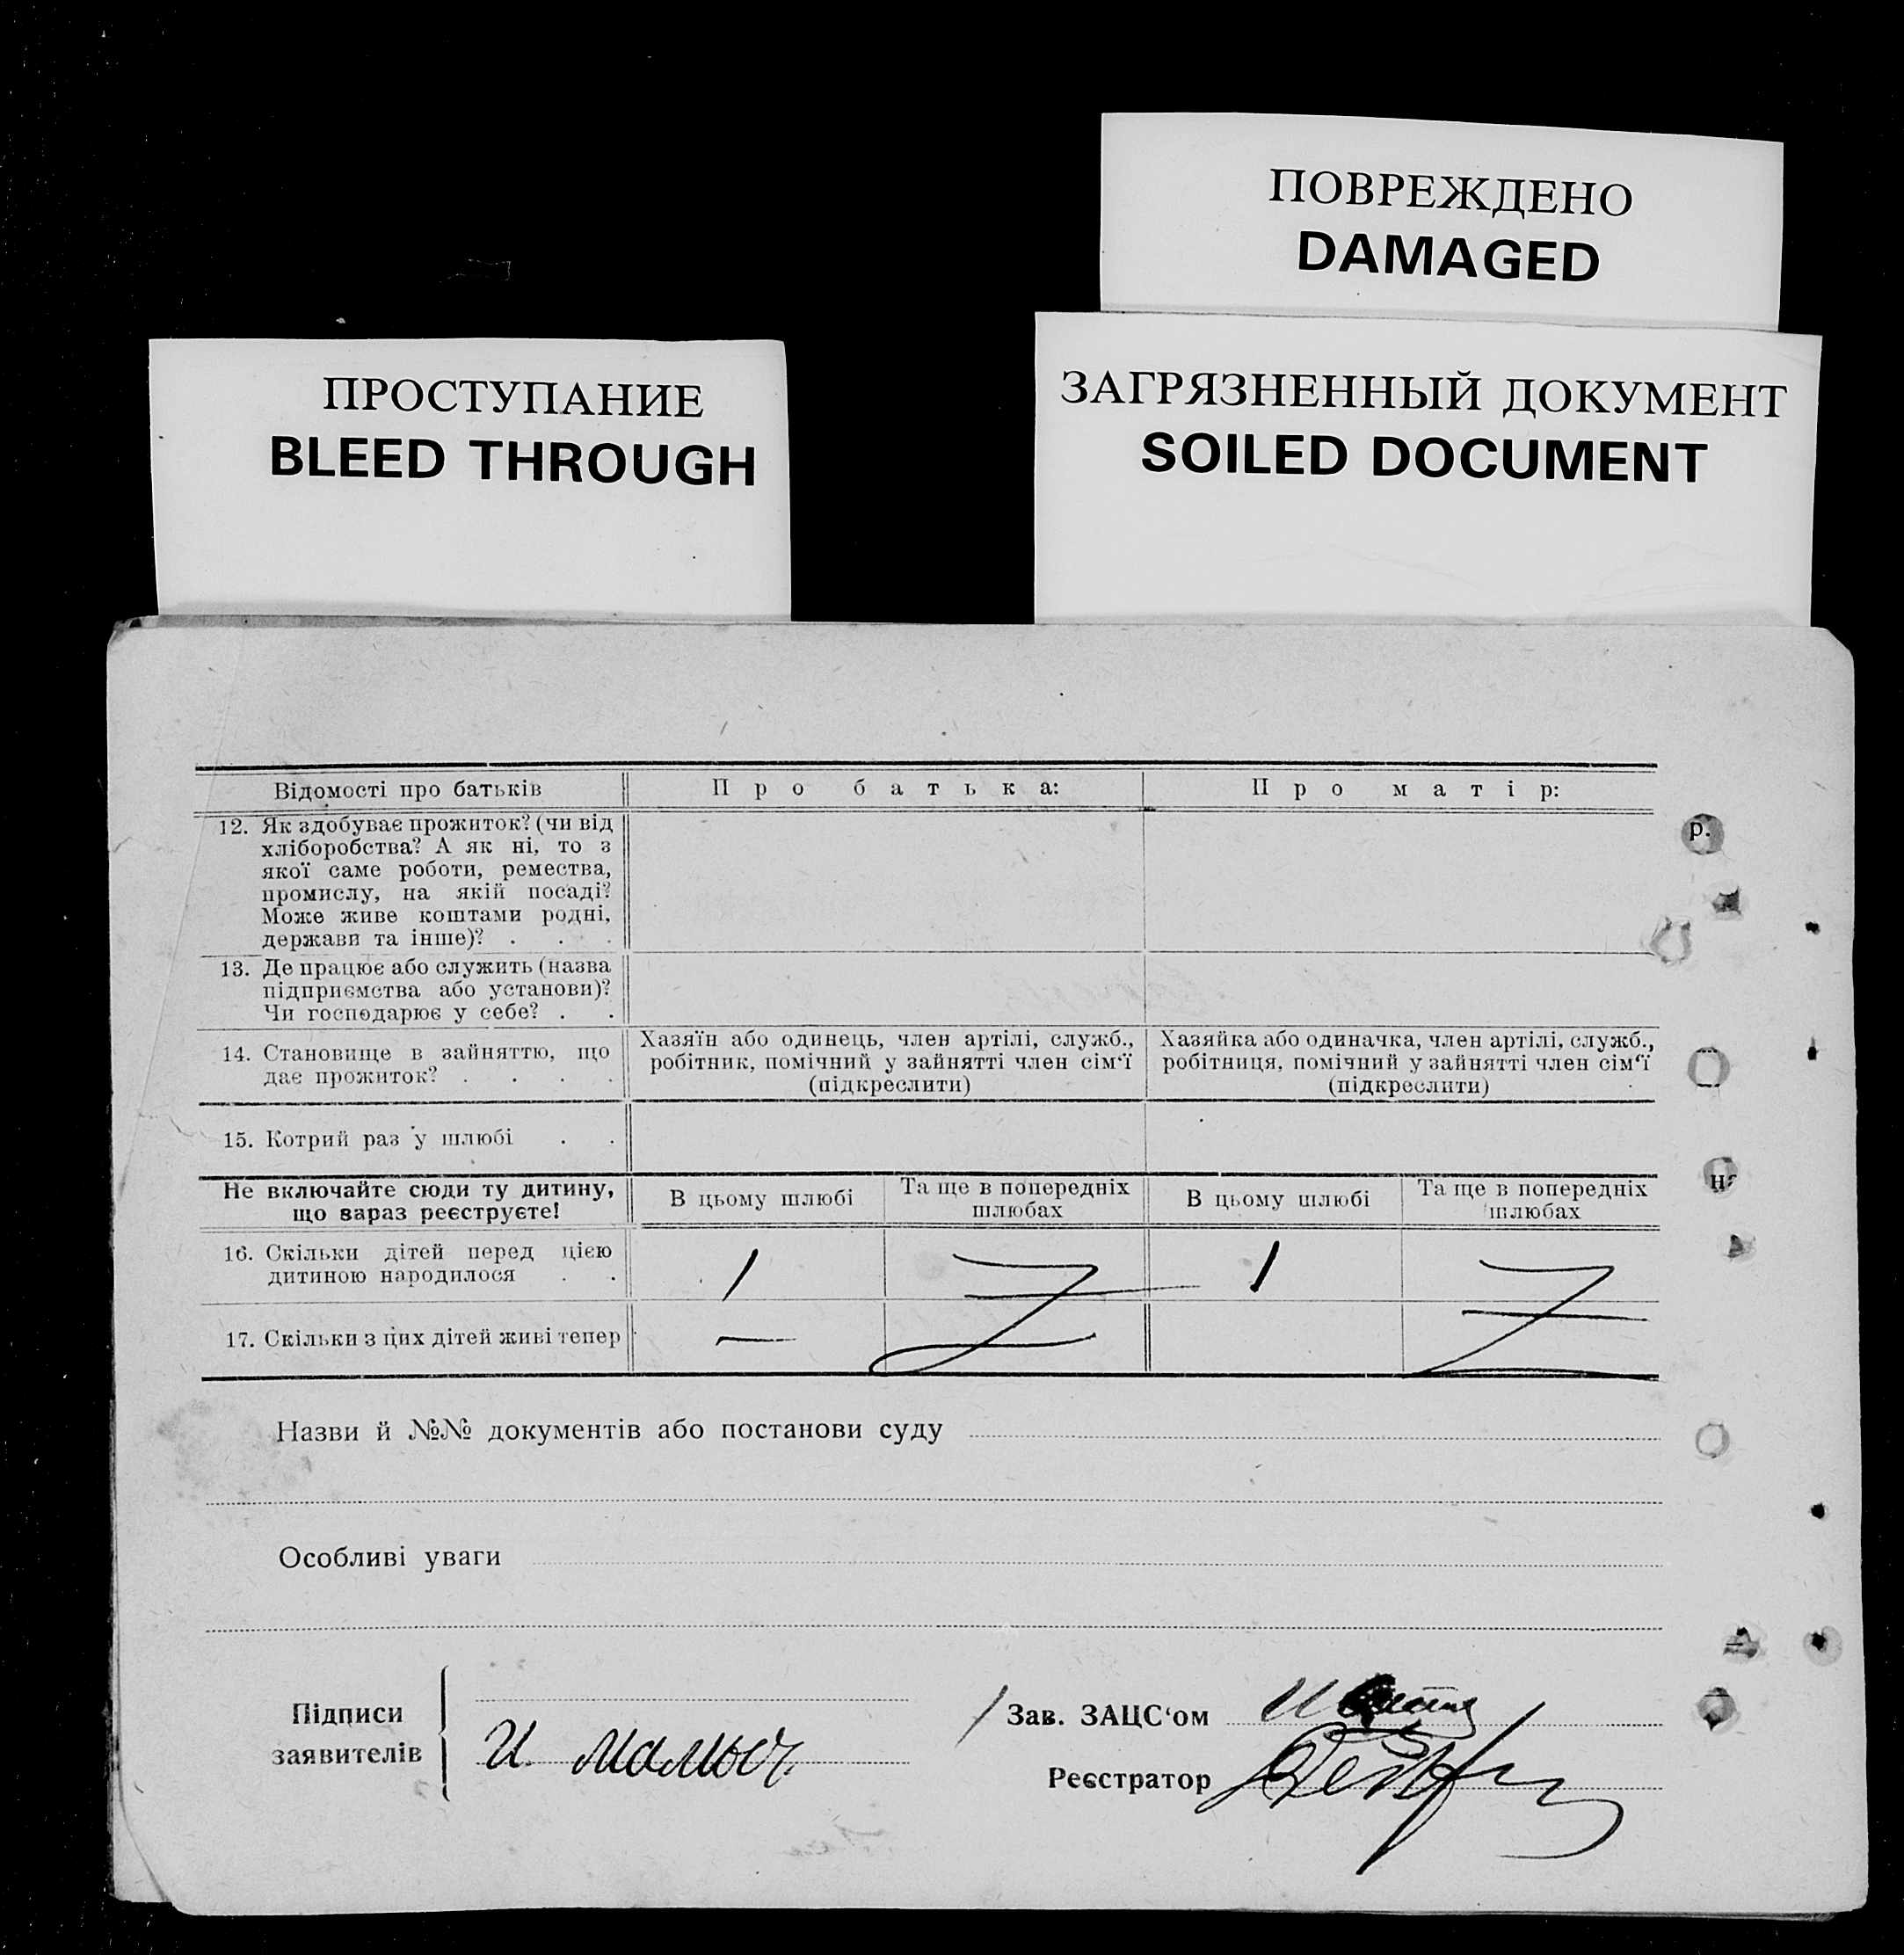 ПОВРЕЖДЕНО
DAMAGED
ПРОСТУПАНИЕ
BLEED THROUGH
ЗАГРЯЗНЕННЫЙ ДОКУМЕНТ
SOILED DOCUMENT
Відомості про батьків
Про батька:
Про матір:
12. Як здобуває прожиток? (чи від
хліборобства? А як ні, то з
якої саме роботи, ремества,
промислу, на якій посаді?
Може живе коштами родні,
держави та інше)? . . .
р.
13. Де працює або служить (назва
підприємства або установи)?
Чи господарює у себе? . .
14. Становище в зайняттю, що
дає прожиток? . . . .
Хазяїн або одинець, член артілі, служб.,
робітник, помічний у зайнятті член сім‘ї
(підкреслити)
Хазяйка або одиначка, член артілі, служб.,
робітниця, помічний у зайнятті член сім‘ї
(підкреслити)
15. Котрий раз у шлюбі . .
Не включайте сюди ту дитину,
що зараз реєструєте!
В цьому шлюбі
Та ще в попередніх
шлюбах
В цьому шлюбі
Та ще в попередніх
шлюбах
16. Скільки дітей перед цією
дитиною народилося . .
1
1
17. Скільки з цих дітей живі тепер
—
Назви й №№ документів або постанови суду
Особливі уваги
Підписи
заявителів
Зав. ЗАЦС‘ом
Реєстратор